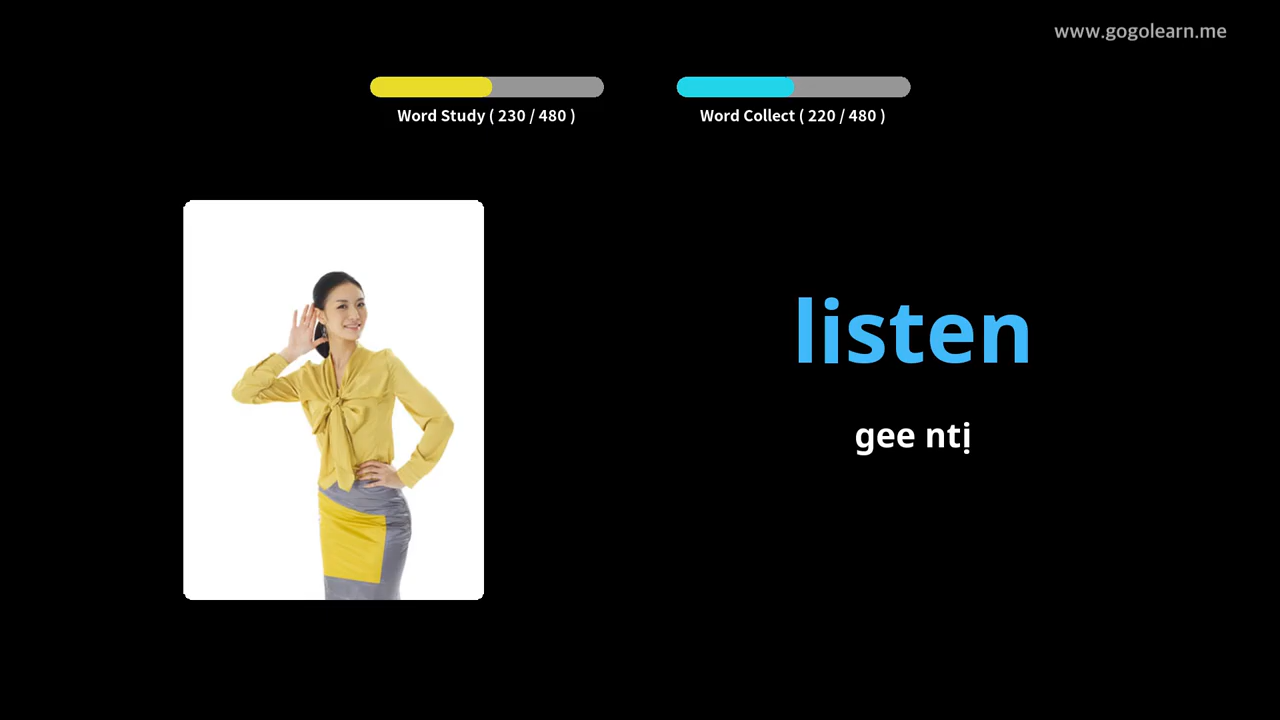 www.gogolearn.me
Word Study ( 230 / 480 )
Word Collect ( 220 / 480 )
listen
gee ntị